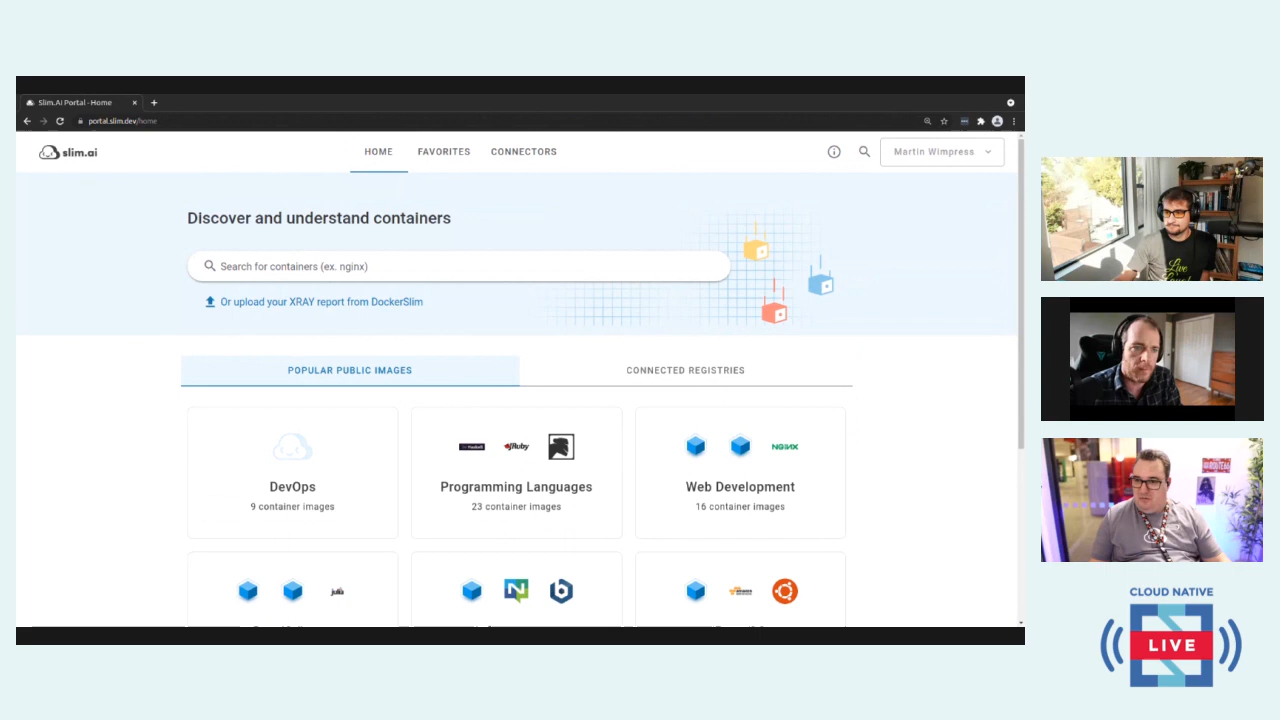 Slim.AI Portal - Home
portal.slim.dev/home
slim.ai
HOME
FAVORITES
CONNECTORS
Martin Wimpress
Discover and understand containers
Search for containers (ex. nginx)
Or upload your XRAY report from DockerSlim
POPULAR PUBLIC IMAGES
CONNECTED REGISTRIES
JRuby
NGINX
DevOps
Programming Languages
Web Development
9 container images
23 container images
16 container images
julia
Live
CLOUD NATIVE
LIVE